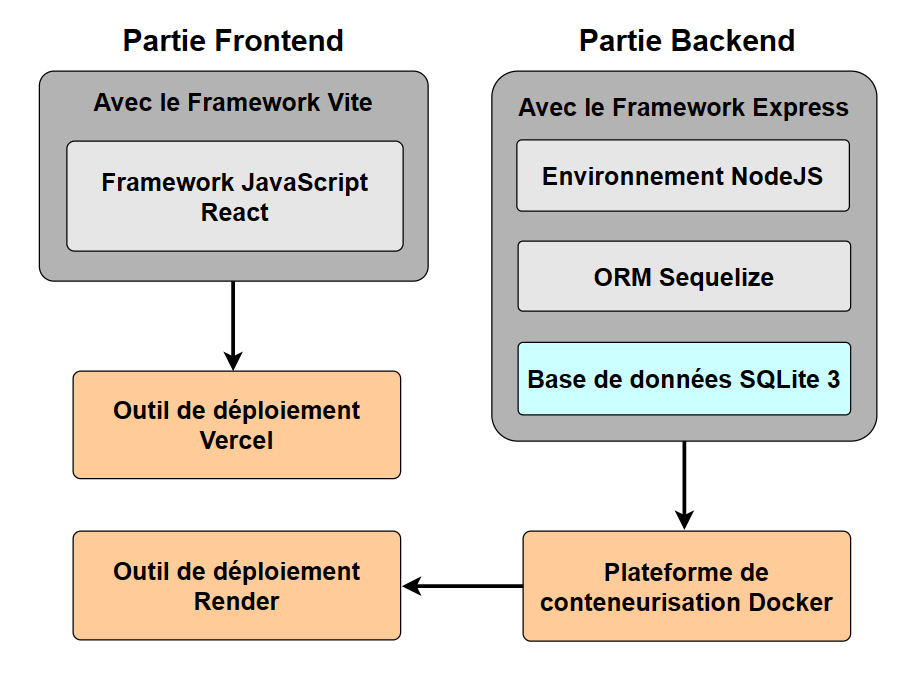 Partie Frontend
Avec le Framework Vite
Framework JavaScript
React
Outil de déploiement
Vercel
Partie Backend
Avec le Framework Express
Environnement NodeJS
ORM Sequelize
Base de données SQLite 3
Plateforme de
conteneurisation Docker
Outil de déploiement
Render